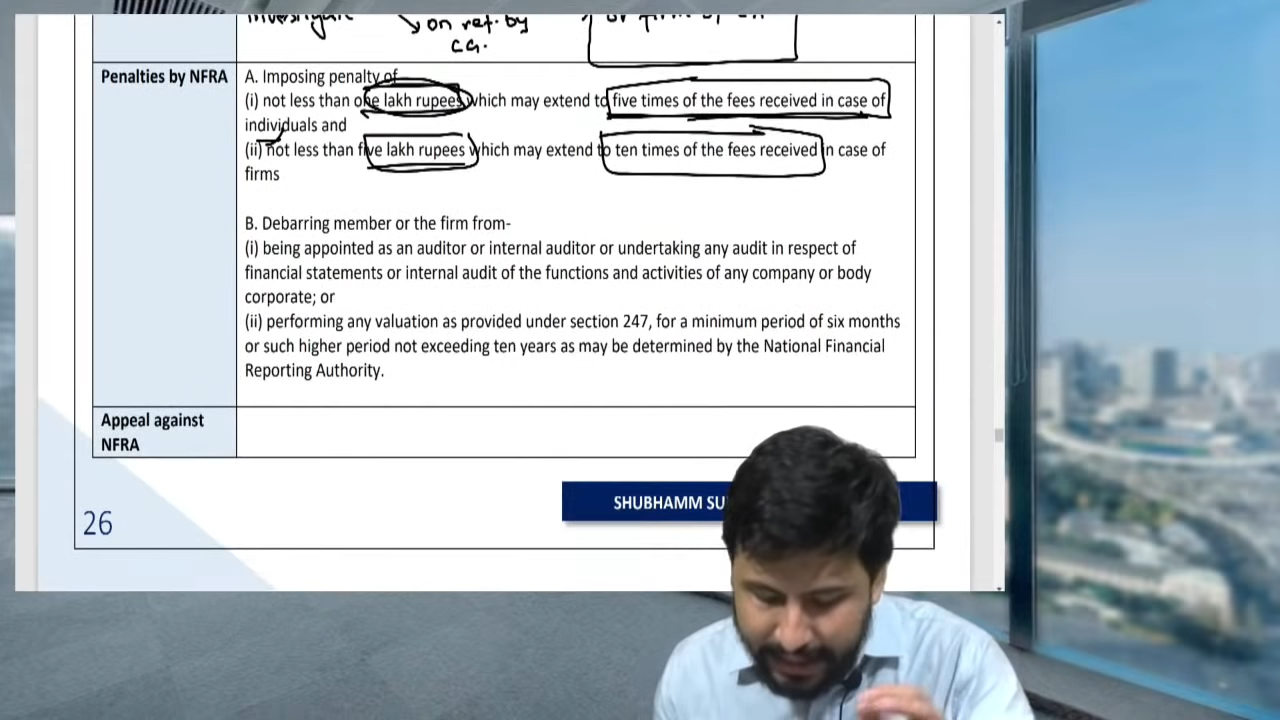 investigate
on ref. by
CG.
or firm of CA
Penalties by NFRA
A. Imposing penalty of
(i) not less than one lakh rupees which may extend to five times of the fees received in case of
individuals and
(ii) not less than five lakh rupees which may extend to ten times of the fees received in case of
firms
B. Debarring member or the firm from-
(i) being appointed as an auditor or internal auditor or undertaking any audit in respect of
financial statements or internal audit of the functions and activities of any company or body
corporate; or
(ii) performing any valuation as provided under section 247, for a minimum period of six months
or such higher period not exceeding ten years as may be determined by the National Financial
Reporting Authority.
Appeal against
NFRA
SHUBHAMM SU
26